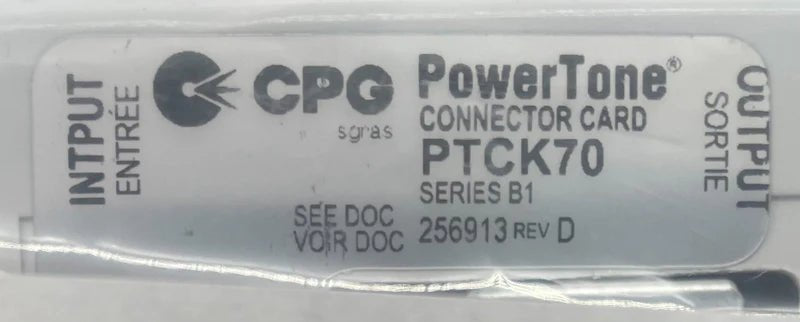 INTPUT
ENTRÉE
CPG
sgras
PowerTone®
CONNECTOR CARD
PTCK70
SERIES B1
SEE DOC
VOIR DOC
256913 REV D
OUTPUT
SORTIE